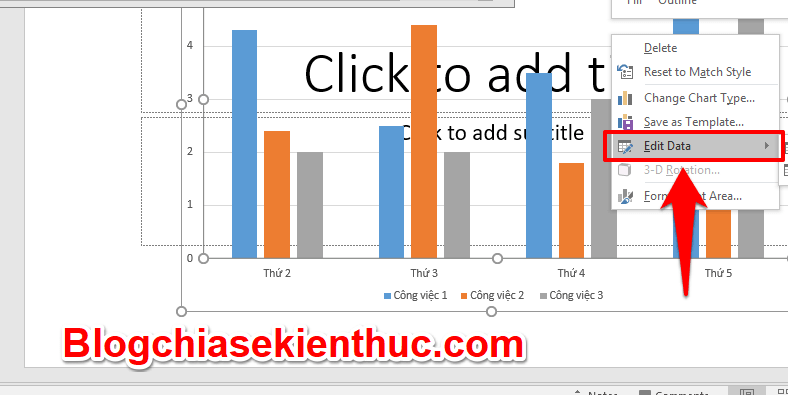 Fill Outline
4
3
2
1
0
Click to add ti
Click to add subtitle
Delete
Reset to Match Style
Change Chart Type...
Save as Template...
Edit Data
3-D Rotation...
Area...
Thứ 2 Thứ 3 Thứ 4 Thứ 5
Công việc 1 Công việc 2 Công việc 3
Blogchiasekienthuc.com
Notes Comments